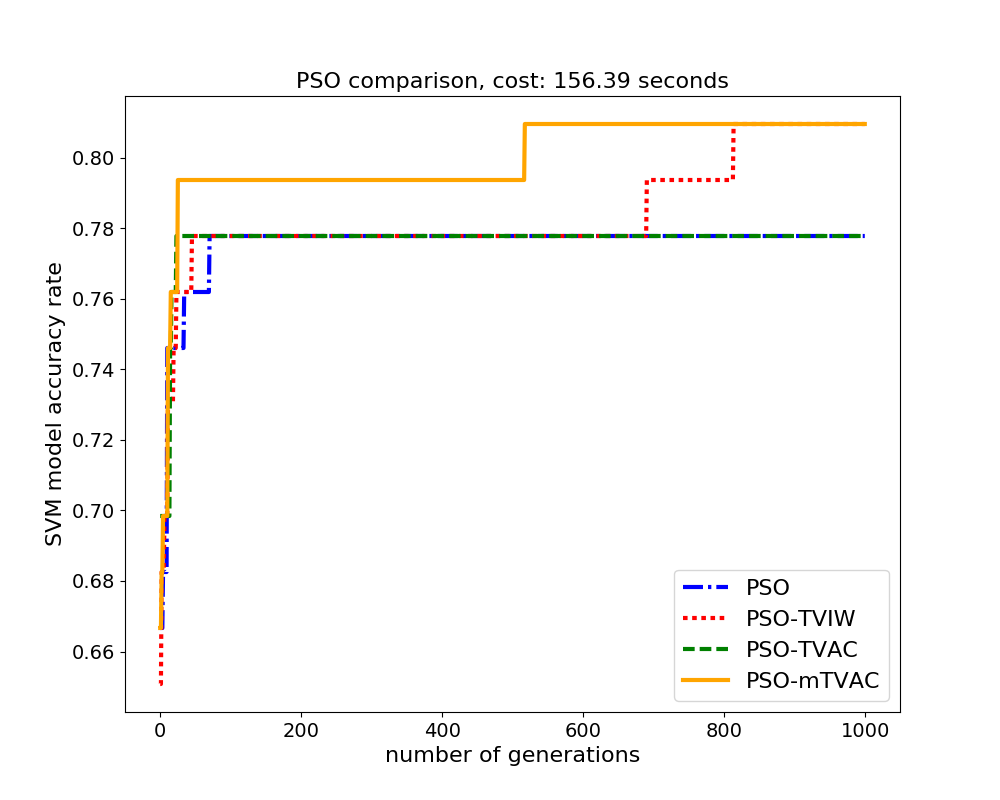 PSO comparison, cost: 156.39 seconds
SVM model accuracy rate
0.80
0.78
0.76
0.74
0.72
0.70
0.68
0.66
0 200 400 600 800 1000
number of generations
PSO
PSO-TVIW
PSO-TVAC
PSO-mTVAC